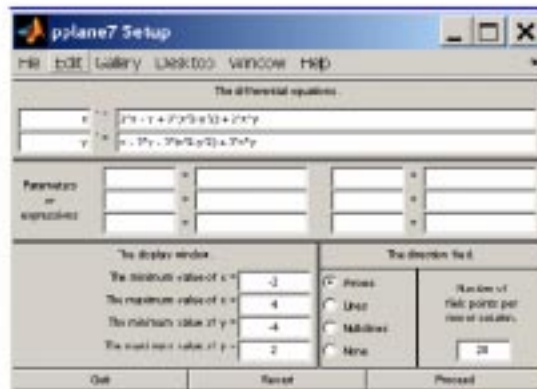 pplane7 Setup
File Edit Gallery Desktop Window Help
The differential equations.
x ' =
y ' =
Parameters or expressions:
= =
= =
= =
The display window.
The minimum value of x = -2
The maximum value of x = 4
The minimum value of y = -4
The maximum value of y = 2
The direction field.
Arrows
Lines
Nullclines
None
Number of
field points per
row or column.
20
Quit Revert Proceed